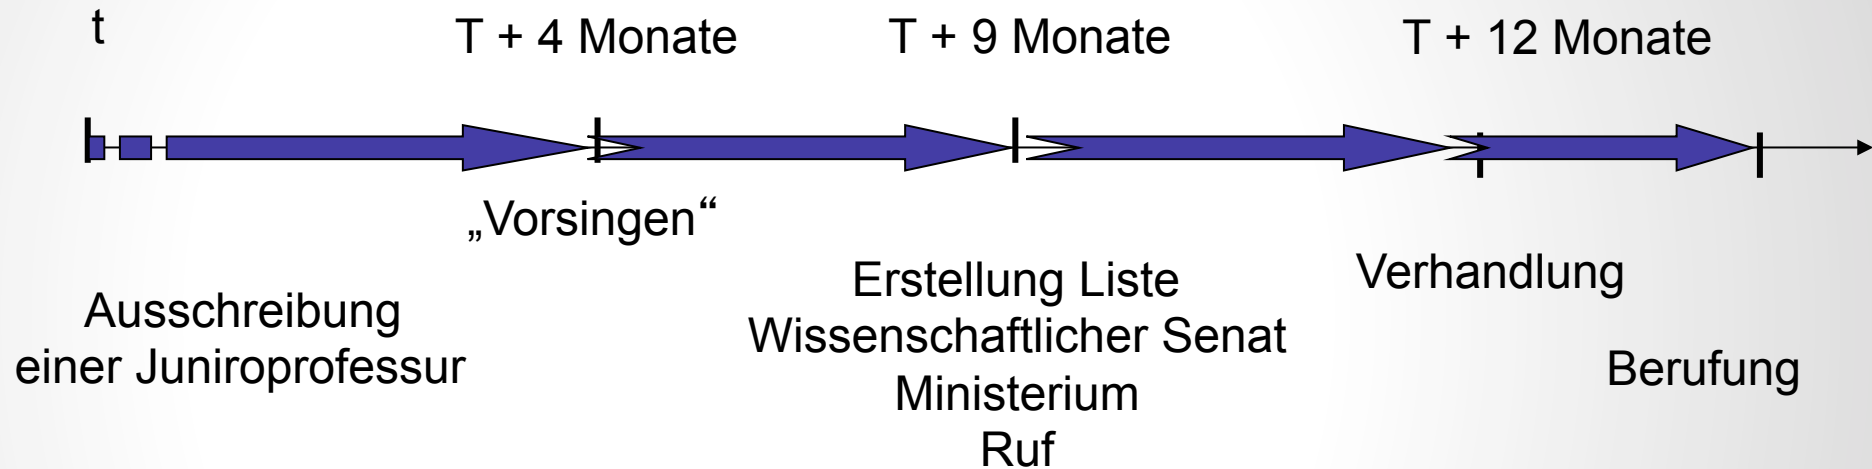 t
T + 4 Monate
T + 9 Monate
T + 12 Monate
„Vorsingen“
Ausschreibung
einer Juniroprofessur
Erstellung Liste
Wissenschaftlicher Senat
Ministerium
Ruf
Verhandlung
Berufung